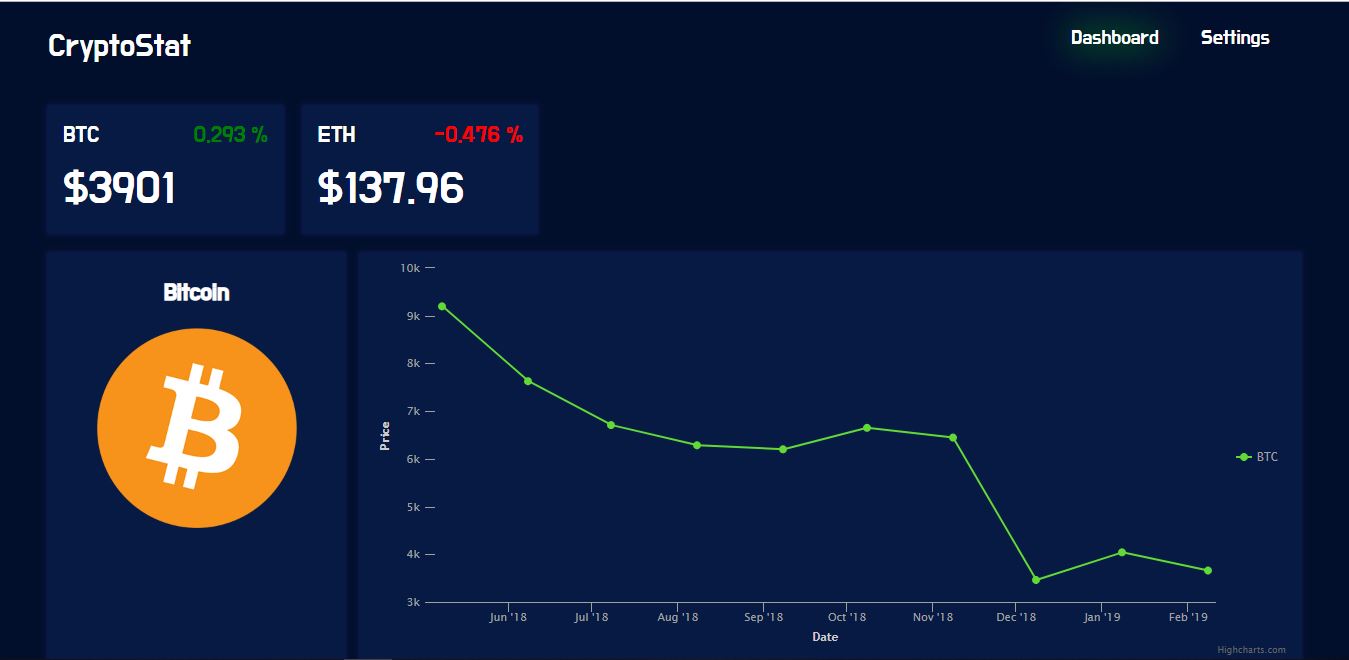 CryptoStat
Dashboard Settings
BTC 0.293 %
$3901
ETH -0.476 %
$137.96
Bitcoin
10k
9k
8k
7k
6k
5k
4k
3k
Price
Jun '18 Jul '18 Aug '18 Sep '18 Oct '18 Nov '18 Dec '18 Jan '19 Feb '19
Date
BTC
Highcharts.com